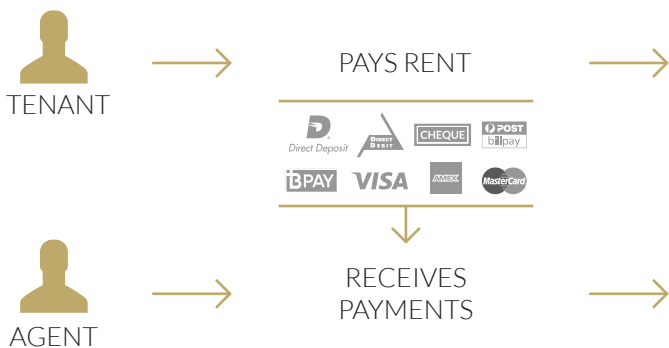 TENANT
PAYS RENT
Direct Deposit
DIRECT
DEBIT
CHEQUE
POST
billpay
BPAY
VISA
AMEX
MasterCard
AGENT
RECEIVES
PAYMENTS